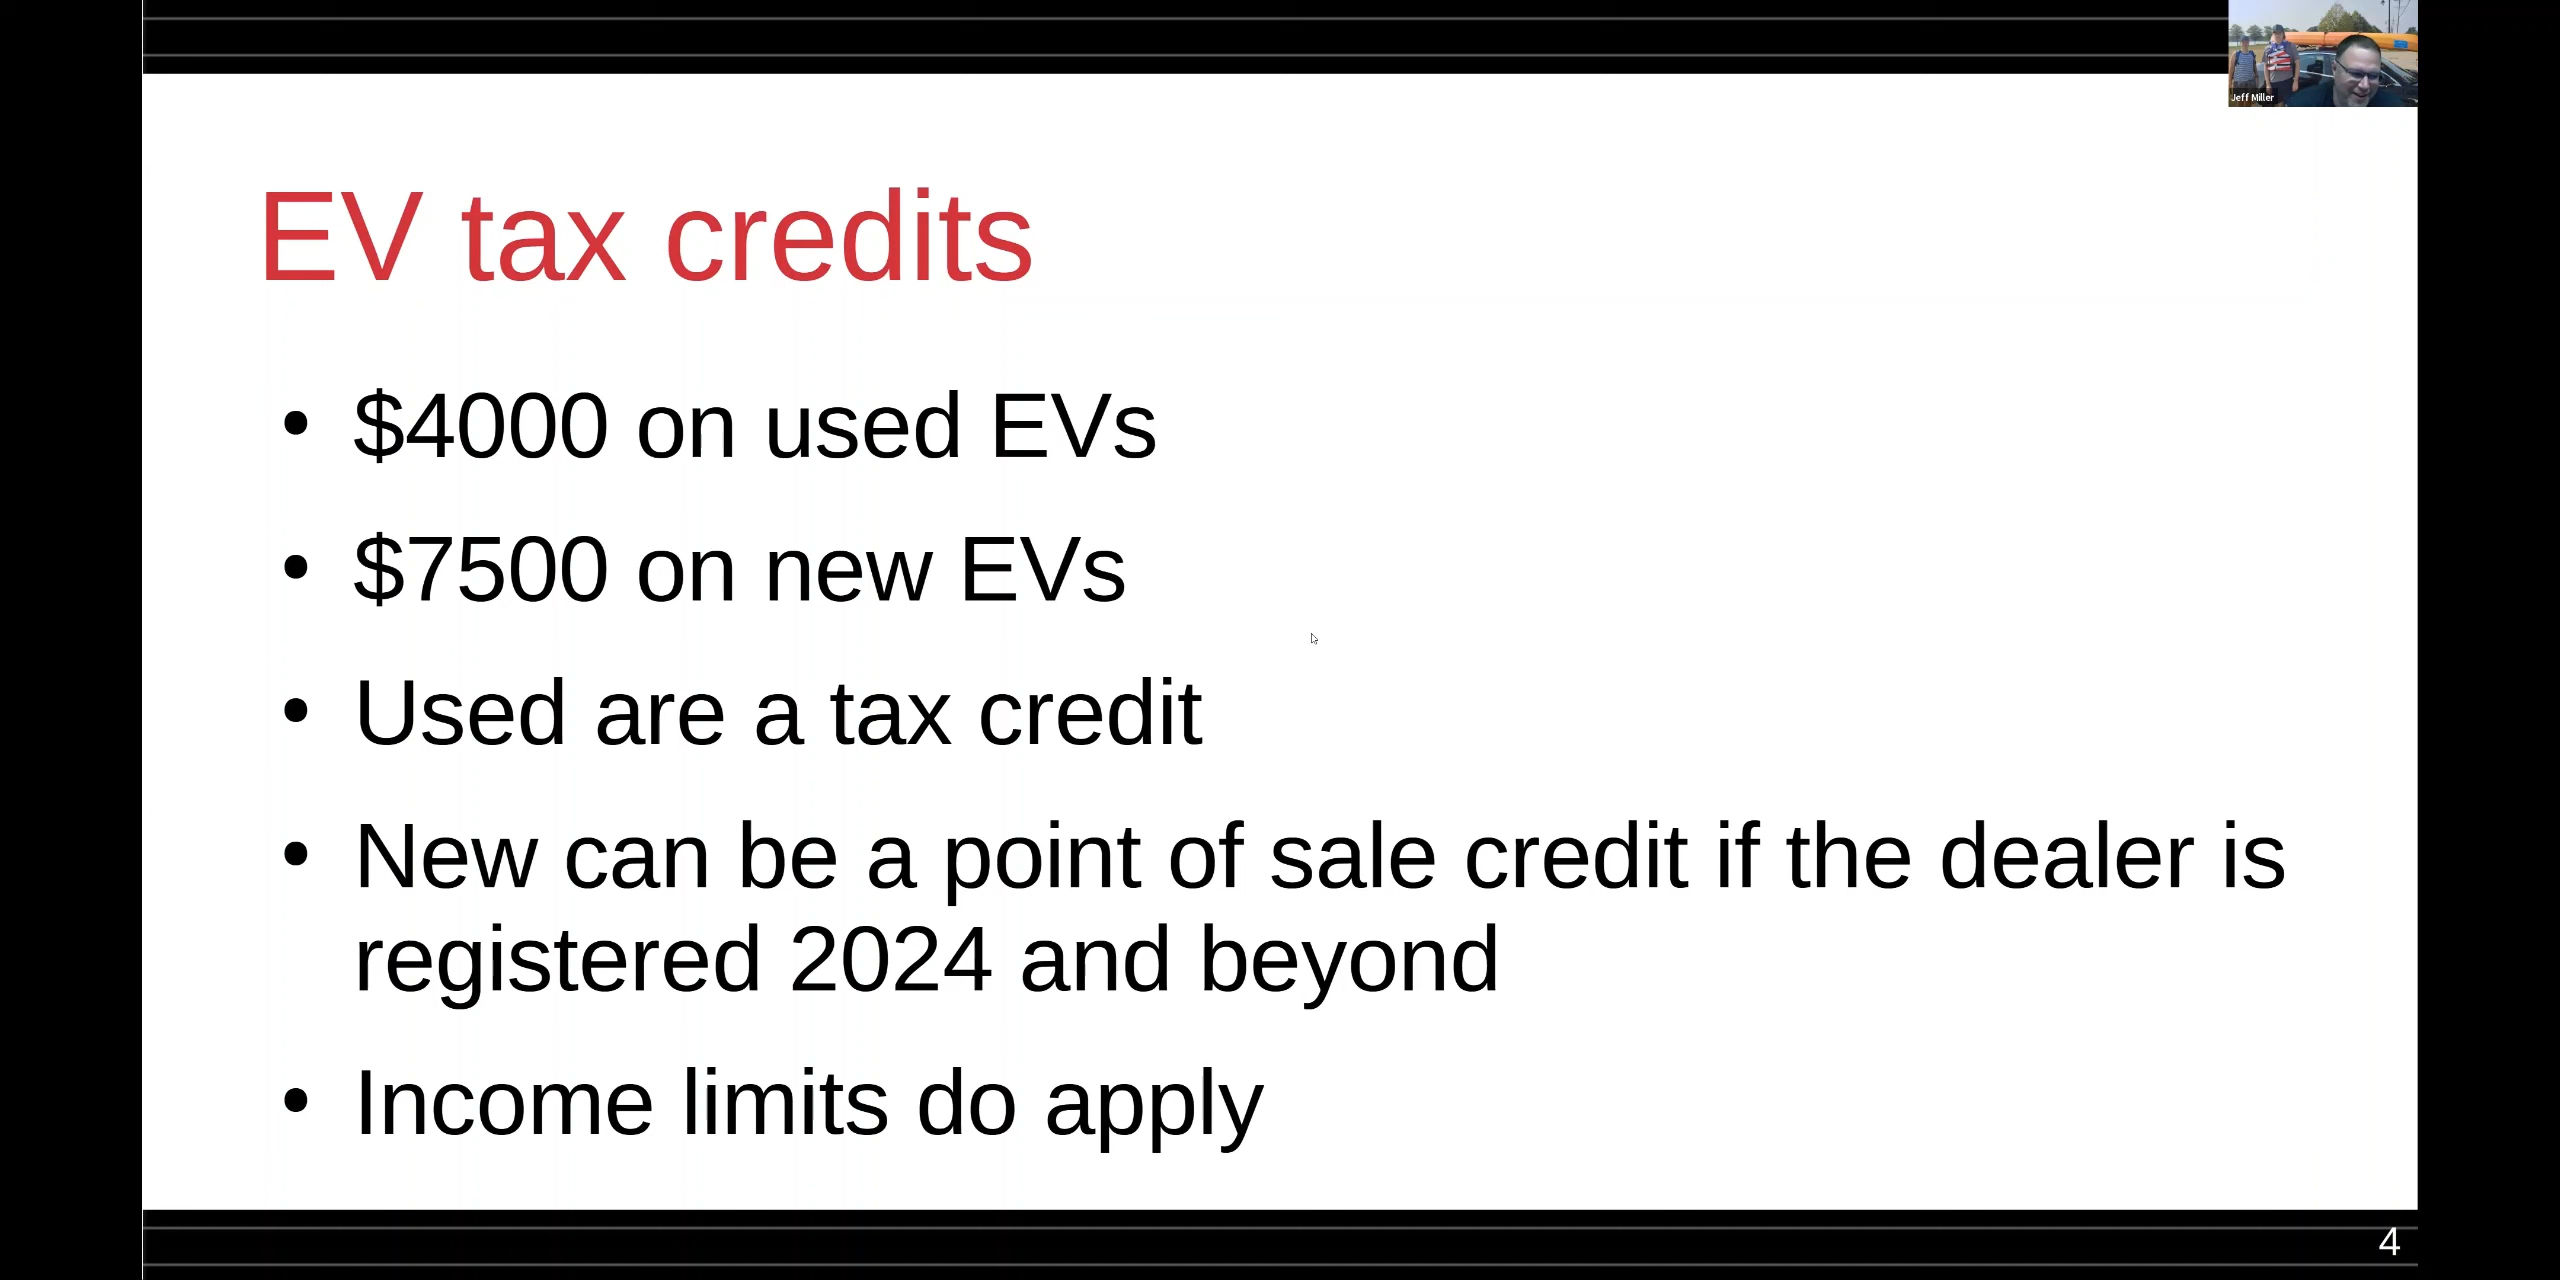 Jeff Miller
EV tax credits
• $4000 on used EVs
• $7500 on new EVs
• Used are a tax credit
• New can be a point of sale credit if the dealer is
registered 2024 and beyond
• Income limits do apply
4